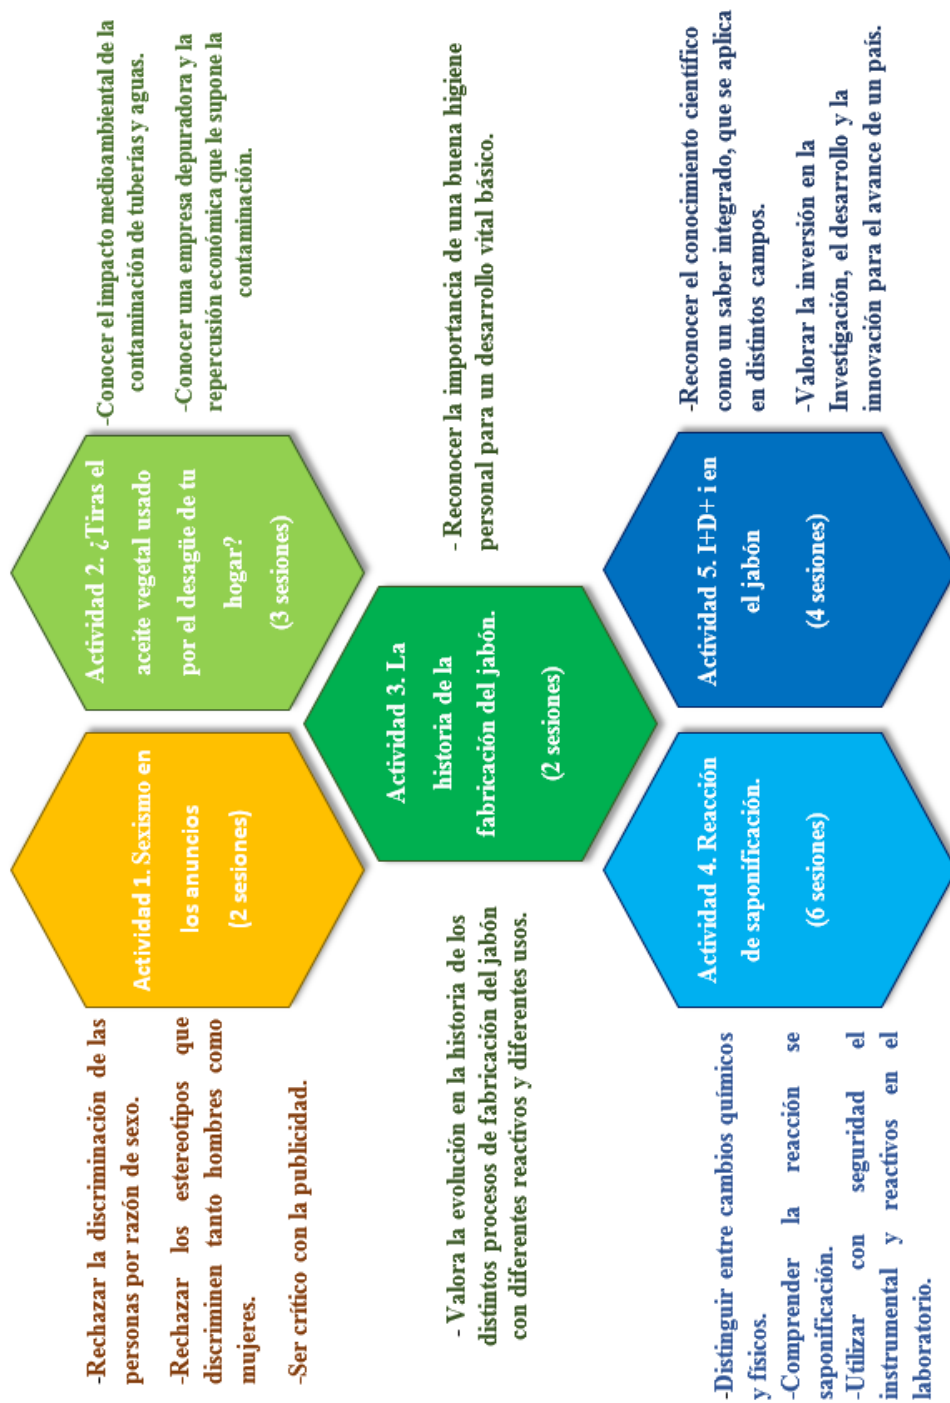 -Rechazar la discriminación de las
personas por razón de sexo.
-Rechazar los estereotipos que
discriminen tanto hombres como
mujeres.
-Ser crítico con la publicidad.
Actividad 1. Sexismo en
los anuncios
(2 sesiones)
Actividad 2. ¿Tiras el
aceite vegetal usado
por el desagüe de tu
hogar?
(3 sesiones)
-Conocer el impacto medioambiental de la
contaminación de tuberías y aguas.
-Conocer una empresa depuradora y la
repercusión económica que le supone la
contaminación.
- Valora la evolución en la historia de los
distintos procesos de fabricación del jabón
con diferentes reactivos y diferentes usos.
Actividad 3. La
historia de la
fabricación del jabón.
(2 sesiones)
- Reconocer la importancia de una buena higiene
personal para un desarrollo vital básico.
-Distinguir entre cambios químicos
y físicos.
-Comprender la reacción se
saponificación.
-Utilizar con seguridad el
instrumental y reactivos en el
laboratorio.
Actividad 4. Reacción
de saponificación.
(6 sesiones)
Actividad 5. I+D+ i en
el jabón
(4 sesiones)
-Reconocer el conocimiento científico
como un saber integrado, que se aplica
en distintos campos.
-Valorar la inversión en la
Investigación, el desarrollo y la
innovación para el avance de un país.